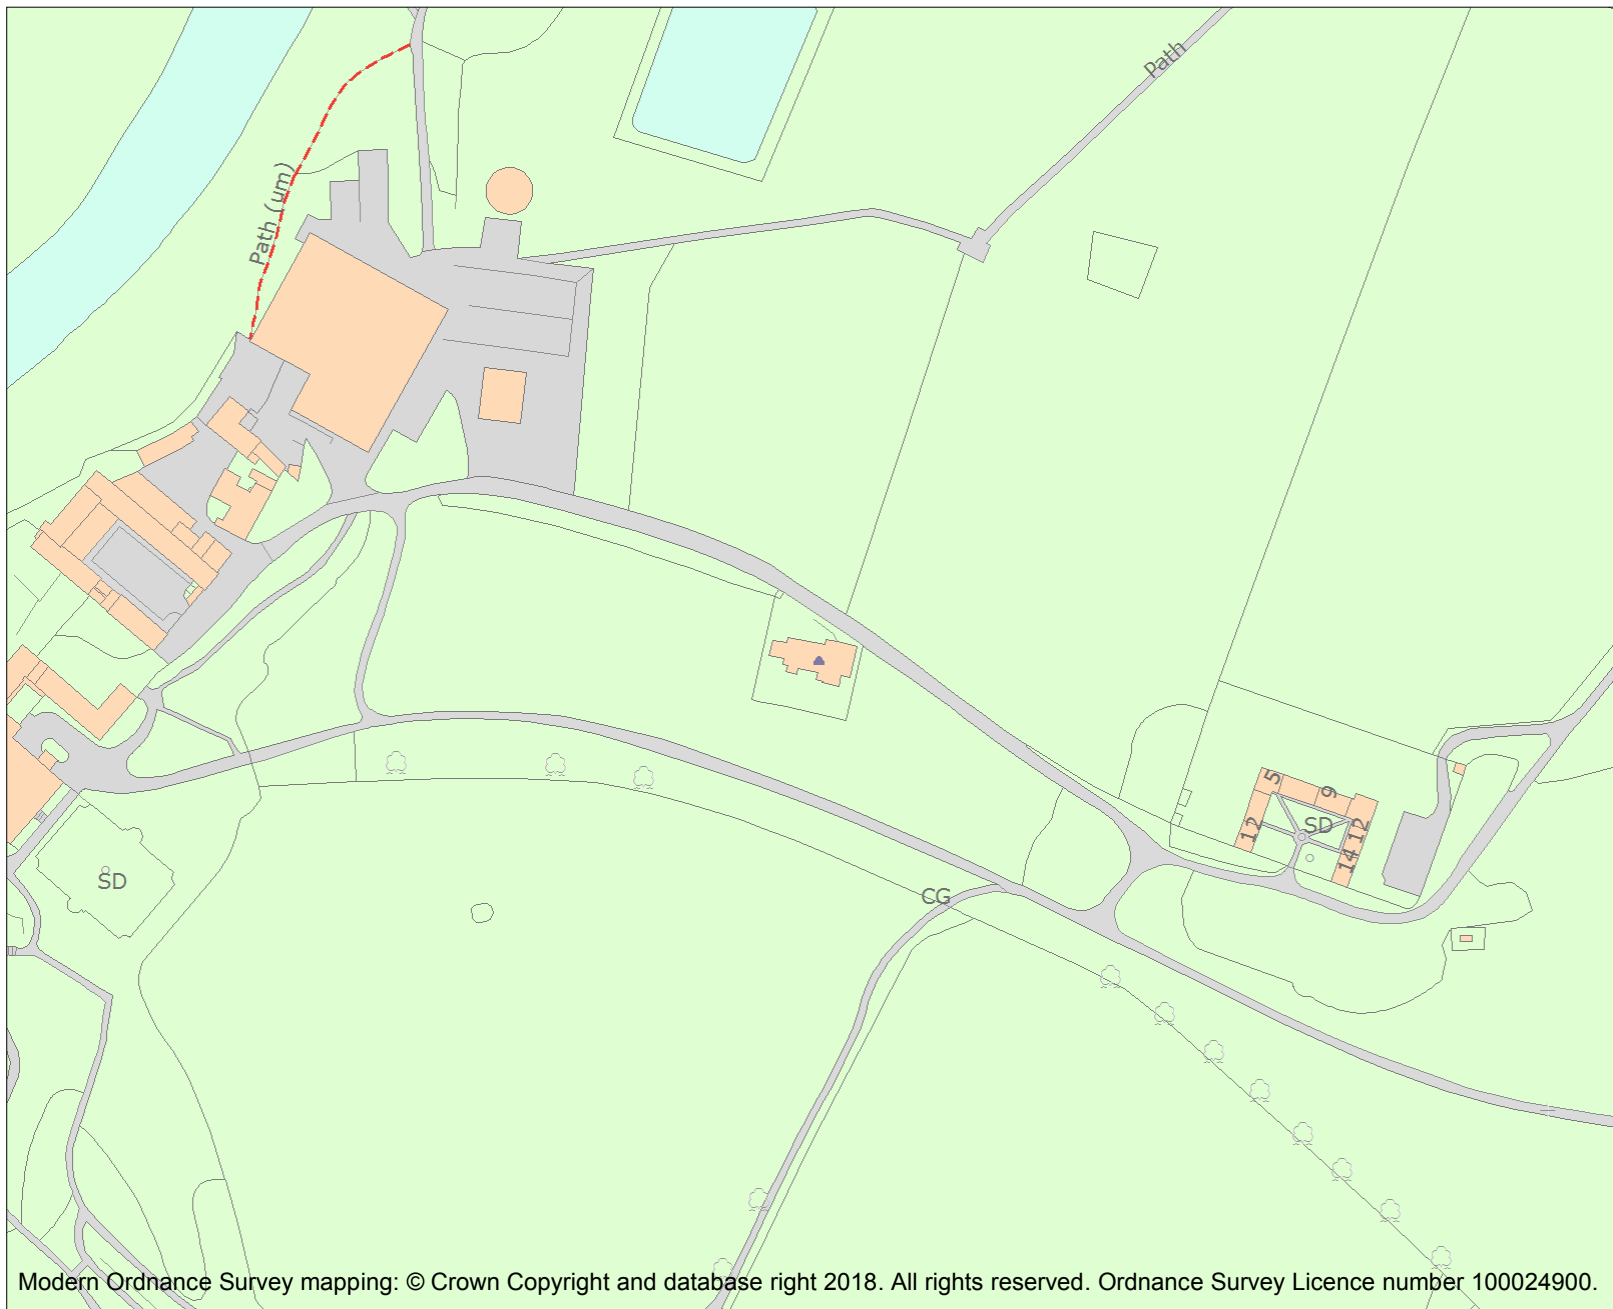 Path
Path (um)
5
9
12
SD
12
14
SD
CG
Modern Ordnance Survey mapping: © Crown Copyright and database right 2018. All rights reserved. Ordnance Survey Licence number 100024900.